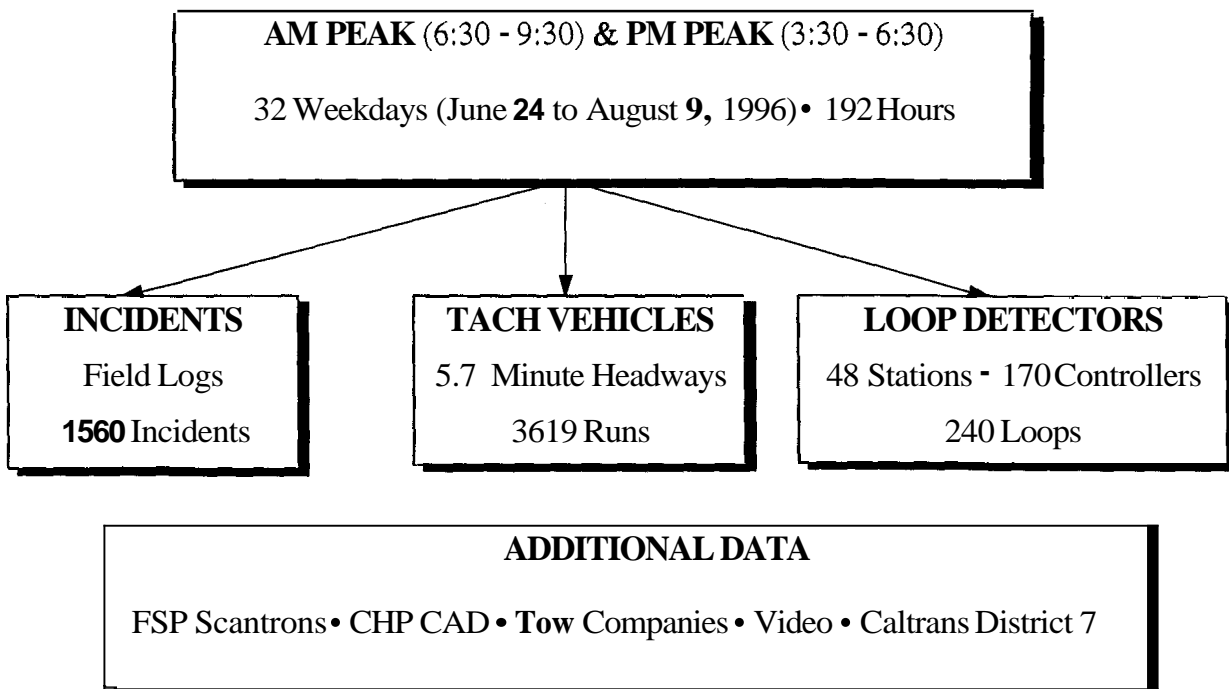 AM PEAK (6:30 - 9:30) & PM PEAK (3:30 - 6:30)
32 Weekdays (June 24 to August 9, 1996) • 192 Hours
INCIDENTS
Field Logs
1560 Incidents
TACH VEHICLES
5.7 Minute Headways
3619 Runs
LOOP DETECTORS
48 Stations - 170 Controllers
240 Loops
ADDITIONAL DATA
FSP Scantrons • CHP CAD • Tow Companies • Video • Caltrans District 7